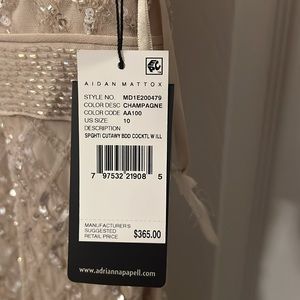 AIDAN MATTOX
STYLE NO. MD1E200479
COLOR DESC CHAMPAGNE
COLOR CODE AA100
US SIZE 10
DESCRIPTION
SPGHTI CUTAWY BDD COCKTL W ILL
7 97532 21908 5
MANUFACTURER'S
SUGGESTED
RETAIL PRICE $365.00
www.adriannapapell.com